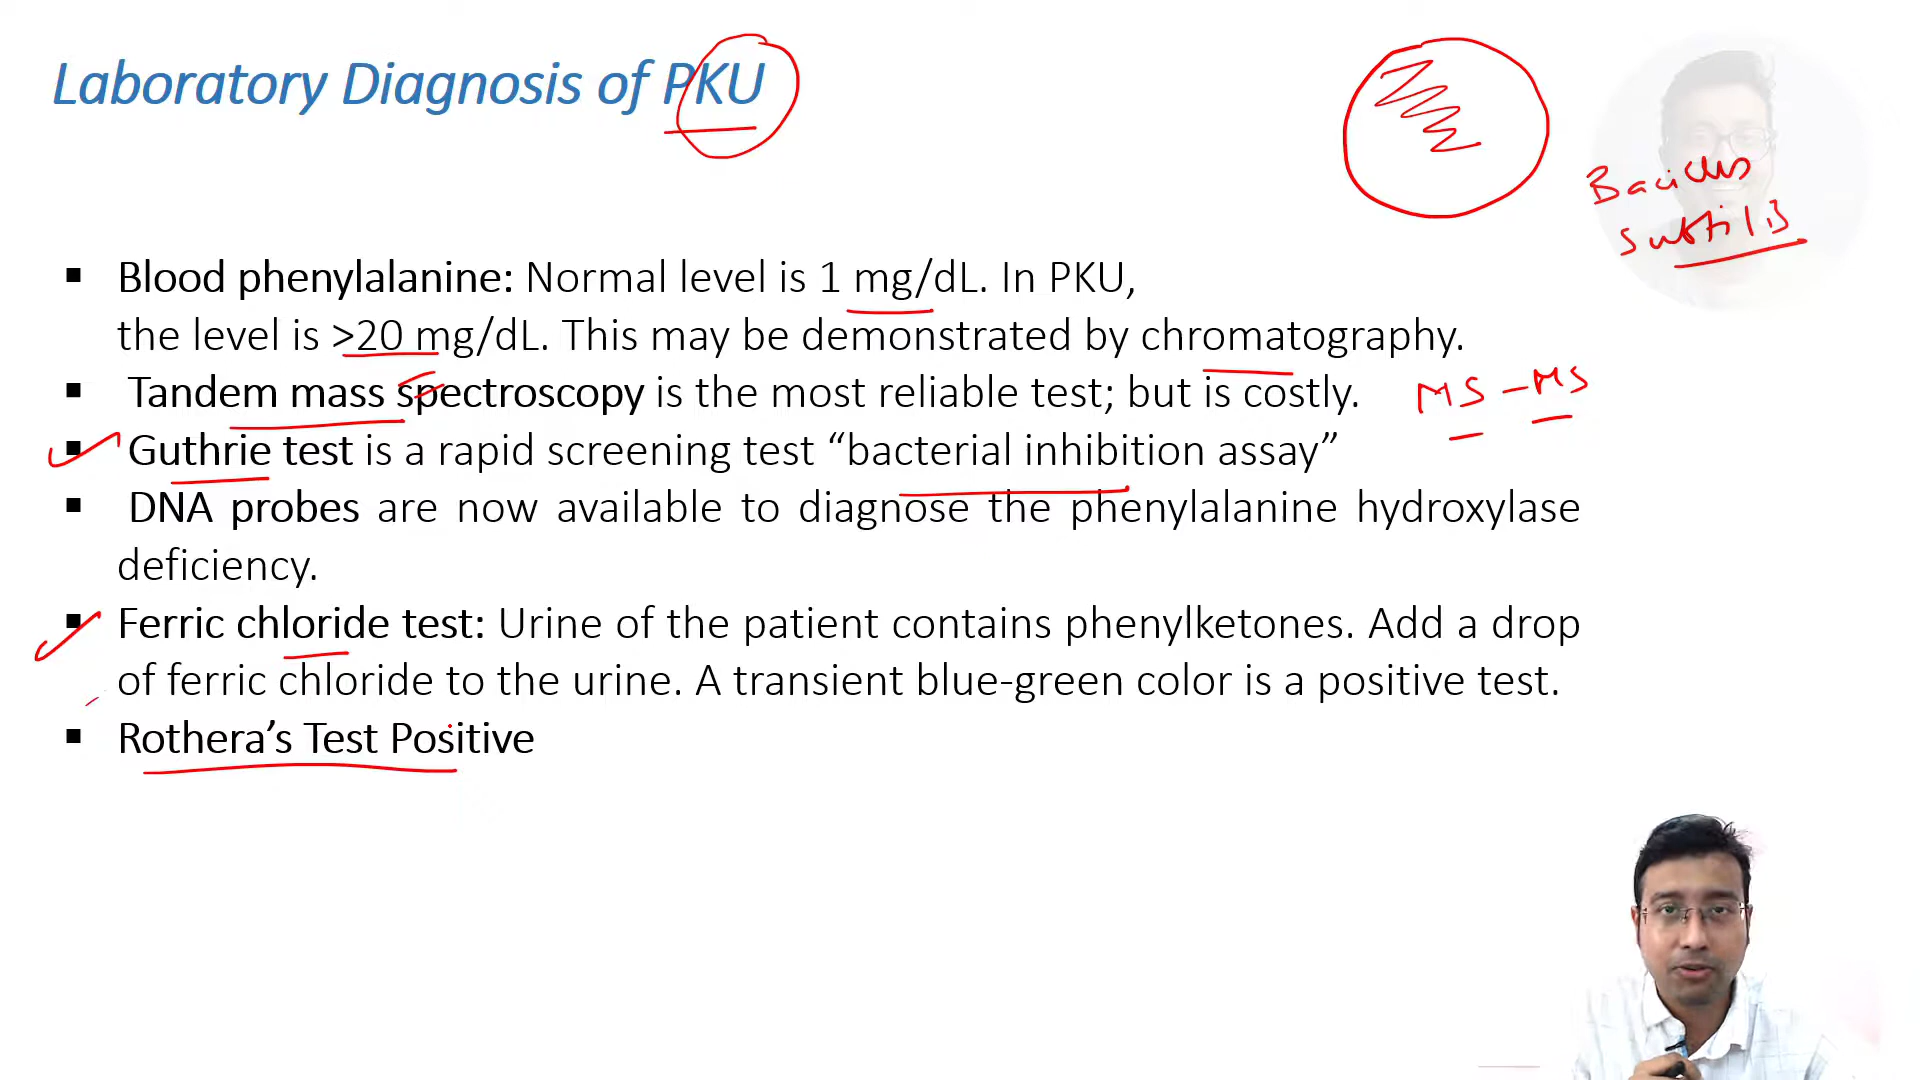 Laboratory Diagnosis of PKU
Bacillus
Subtilis
▪ Blood phenylalanine: Normal level is 1 mg/dL. In PKU,
the level is >20 mg/dL. This may be demonstrated by chromatography.
▪ Tandem mass spectroscopy is the most reliable test; but is costly.
MS – MS
▪ Guthrie test is a rapid screening test “bacterial inhibition assay”
▪ DNA probes are now available to diagnose the phenylalanine hydroxylase
deficiency.
▪ Ferric chloride test: Urine of the patient contains phenylketones. Add a drop
of ferric chloride to the urine. A transient blue-green color is a positive test.
▪ Rothera’s Test Positive